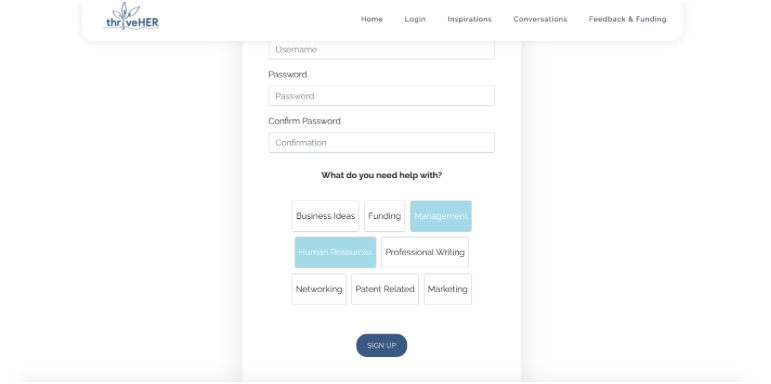 thriveHER
Home Login Inspirations Conversations Feedback & Funding
Username
Password
Password
Confirm Password
Confirmation
What do you need help with?
Business Ideas Funding Management
Human Resources Professional Writing
Networking Patent Related Marketing
SIGN UP